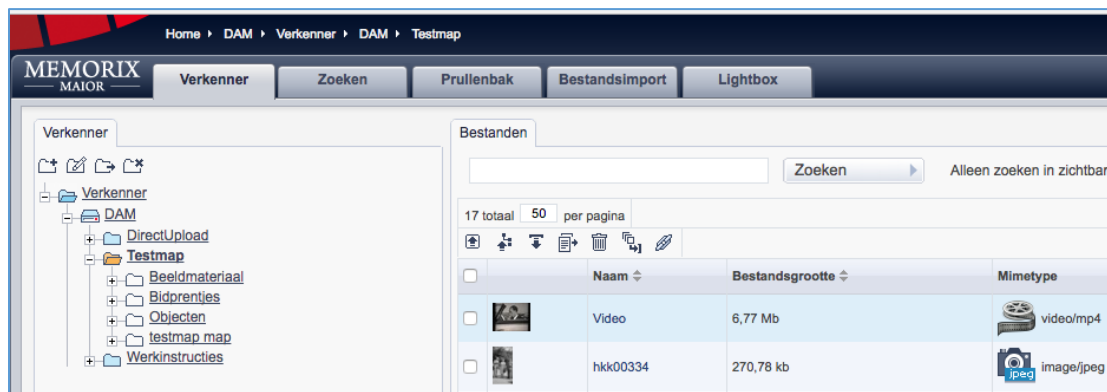 Home › DAM › Verkenner › DAM › Testmap
MEMORIX
MAIOR
Verkenner
Zoeken
Prullenbak
Bestandsimport
Lightbox
Verkenner
Verkenner
DAM
DirectUpload
Testmap
Beeldmateriaal
Bidprentjes
Objecten
testmap map
Werkinstructies
Bestanden
Zoeken
Alleen zoeken in zichtbar
17 totaal 50 per pagina
Naam Bestandsgrootte Mimetype
Video 6,77 Mb video/mp4
hkk00334 270,78 kb jpeg image/jpeg